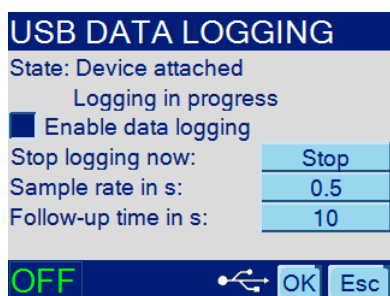 USB DATA LOGGING
State: Device attached
Logging in progress
Enable data logging
Stop logging now: Stop
Sample rate in s: 0.5
Follow-up time in s: 10
OFF OK Esc